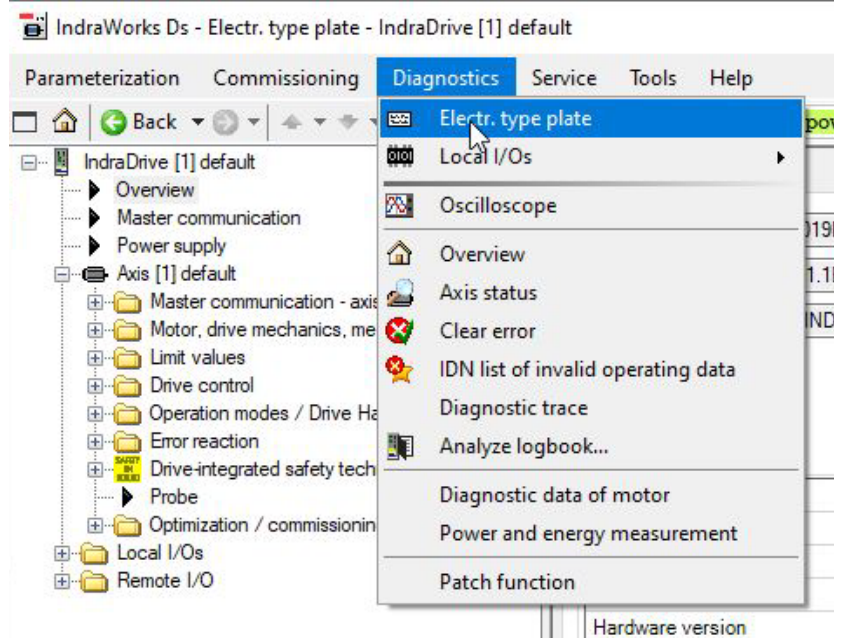 IndraWorks Ds - Electr. type plate - IndraDrive [1] default
Parameterization Commissioning Diagnostics Service Tools Help
Back
IndraDrive [1] default
Overview
Master communication
Power supply
Axis [1] default
Master communication - axis
Motor, drive mechanics, me
Limit values
Drive control
Operation modes / Drive Ha
Error reaction
Drive-integrated safety tech
Probe
Optimization / commissionin
Local I/Os
Remote I/O
Electr. type plate
Local I/Os
Oscilloscope
Overview
Axis status
Clear error
IDN list of invalid operating data
Diagnostic trace
Analyze logbook...
Diagnostic data of motor
Power and energy measurement
Patch function
pow
IND
Hardware version